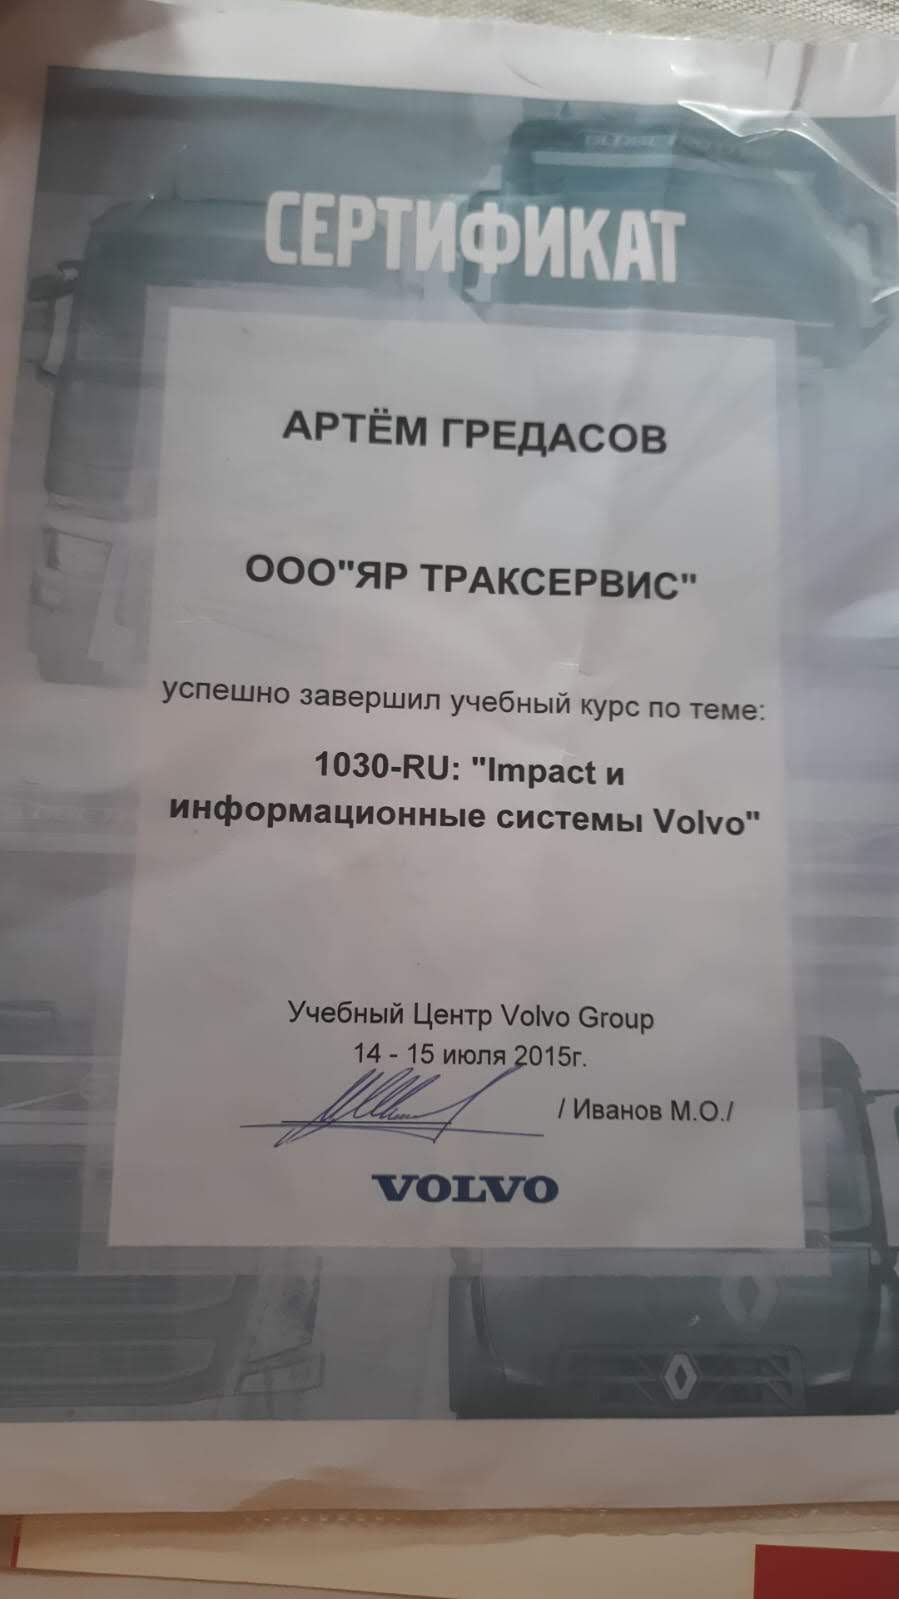 СЕРТИФИКАТ
АРТЁМ ГРЕДАСОВ
ООО"ЯР ТРАКСЕРВИС"
успешно завершил учебный курс по теме:
1030-RU: "Impact и
информационные системы Volvo"
Учебный Центр Volvo Group
14 - 15 июля 2015г.
/ Иванов М.О./
VOLVO